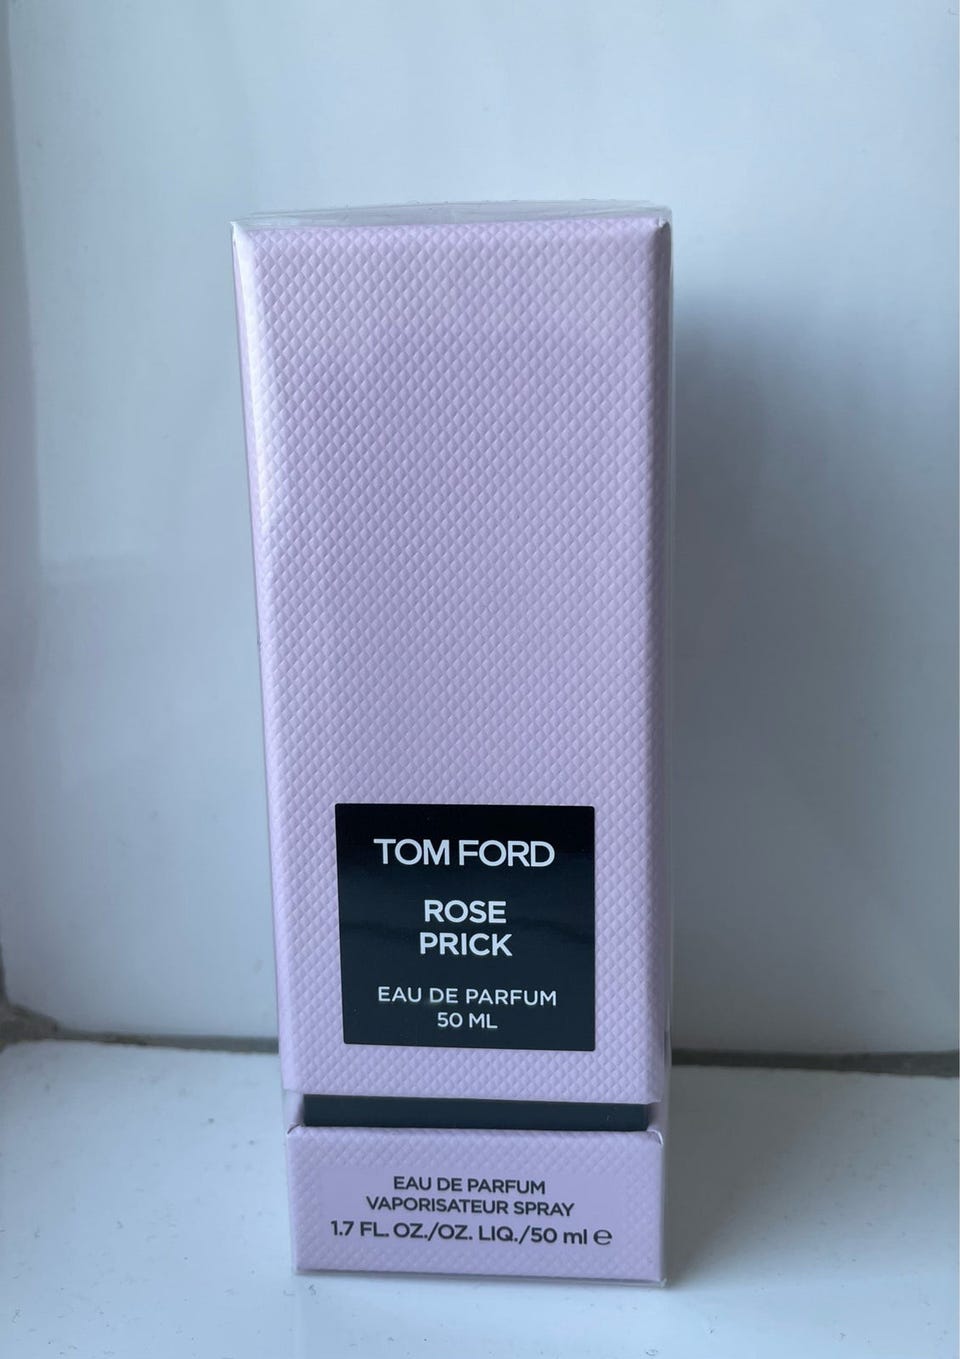 TOM FORD
ROSE
PRICK
EAU DE PARFUM
50 ML
EAU DE PARFUM
VAPORISATEUR SPRAY
1.7 FL. OZ./OZ. LIQ./50 ml ℮